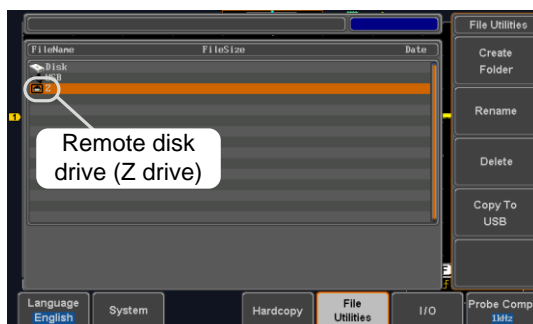 File Utilities
FileName FileSize Date
Disk
USB
Z
1
Remote disk
drive (Z drive)
Create
Folder
Rename
Delete
Copy To
USB
F
f
Language
English
System
Hardcopy
File
Utilities
I/O
Probe Comp
1kHz